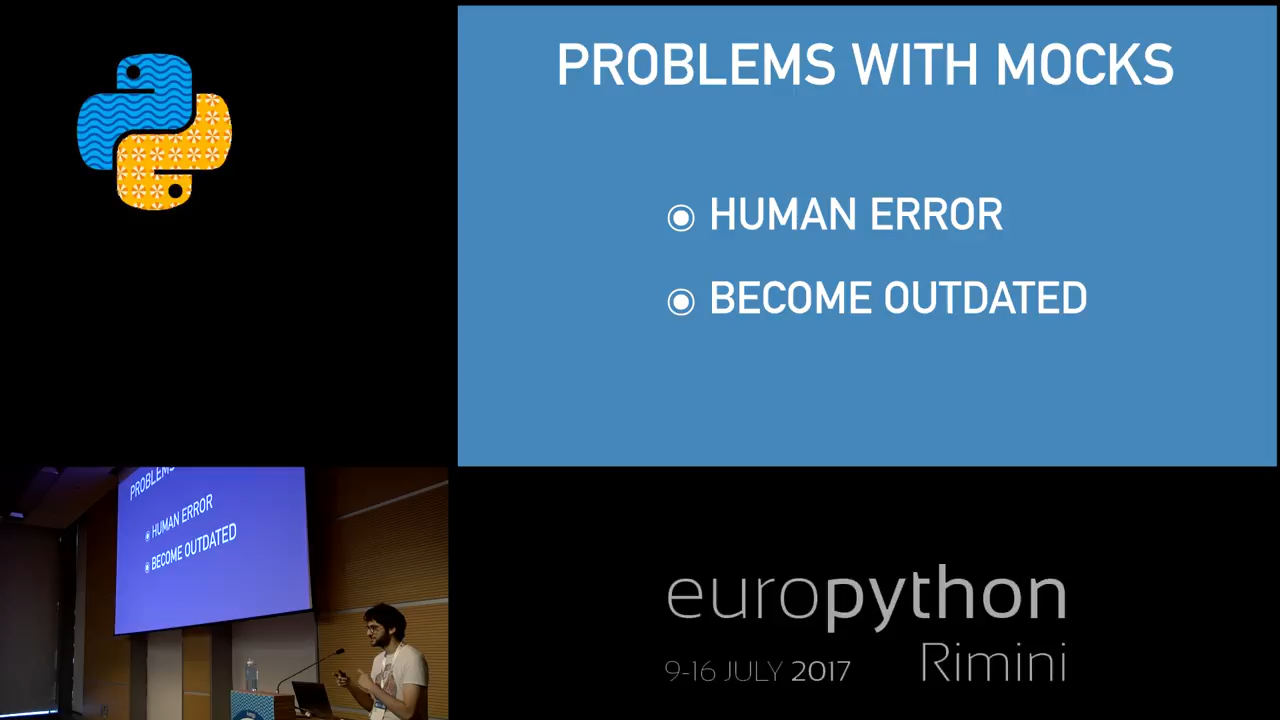 PROBLEMS WITH MOCKS
◉ HUMAN ERROR
◉ BECOME OUTDATED
PROBLEMS
◉ HUMAN ERROR
◉ BECOME OUTDATED
europython
Rimini
9-16 JULY 2017